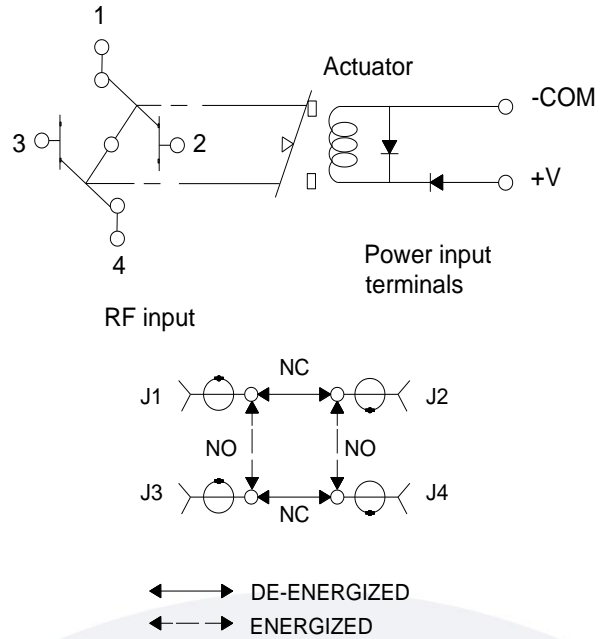 1
Actuator
-COM
3
2
+V
4
Power input
terminals
RF input
NC
J1
J2
NO
NO
J3
J4
NC
DE-ENERGIZED
ENERGIZED